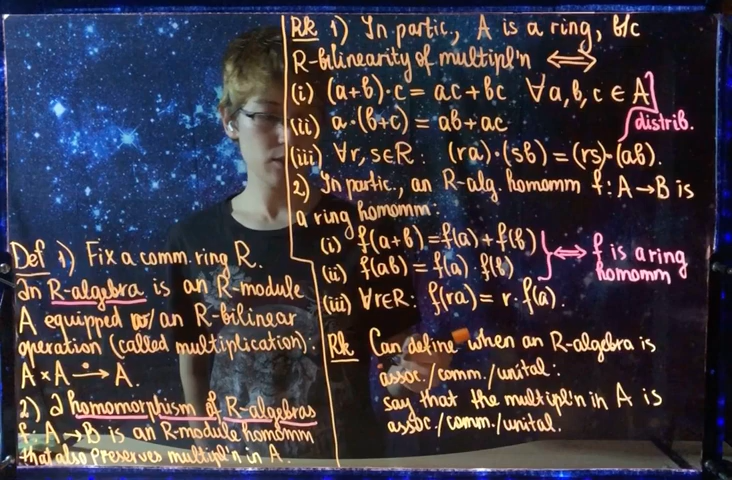 Def 1) Fix a comm. ring R.
An R-algebra is an R-module
A equipped w/ an R-bilinear
operation (called multiplication):
A × A —•→ A.
2) A homomorphism of R-algebras
f: A → B is an R-module homomm
that also preserves multipl'n in A.
Rk 1) In partic., A is a ring, b/c
R-bilinearity of multipl'n ⟺
(i) (a+b)·c = ac + bc ∀a,b,c ∈ A
(ii) a·(b+c) = ab + ac
distrib.
(iii) ∀r,s∈R: (ra)·(sb) = (rs)·(ab).
2) In partic., an R-alg. homomm f: A→B is
a ring homomm:
(i) f(a+b) = f(a) + f(b)
(ii) f(ab) = f(a)·f(b)
⟺ f is a ring
homomm
(iii) ∀r∈R: f(ra) = r·f(a).
Rk Can define when an R-algebra is
assoc./comm./unital:
say that the multipl'n in A is
assoc/comm./unital.